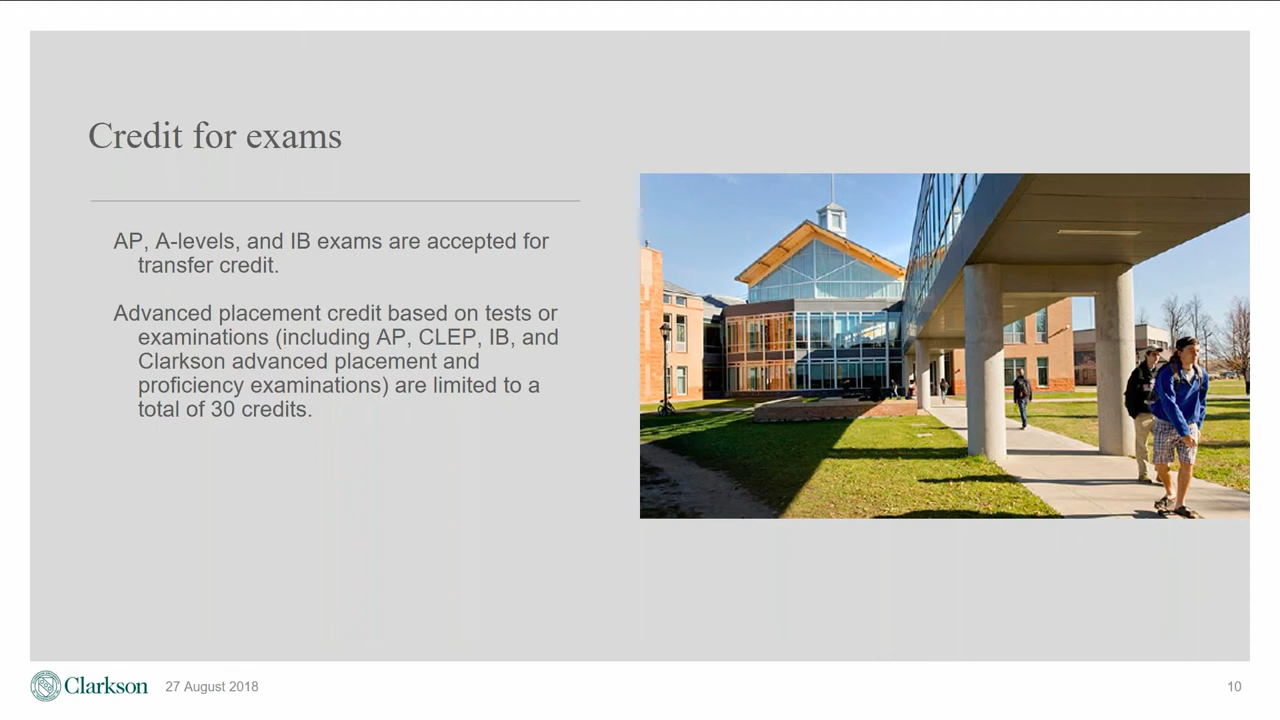 Credit for exams
AP, A-levels, and IB exams are accepted for
transfer credit.
Advanced placement credit based on tests or
examinations (including AP, CLEP, IB, and
Clarkson advanced placement and
proficiency examinations) are limited to a
total of 30 credits.
Clarkson
27 August 2018
10